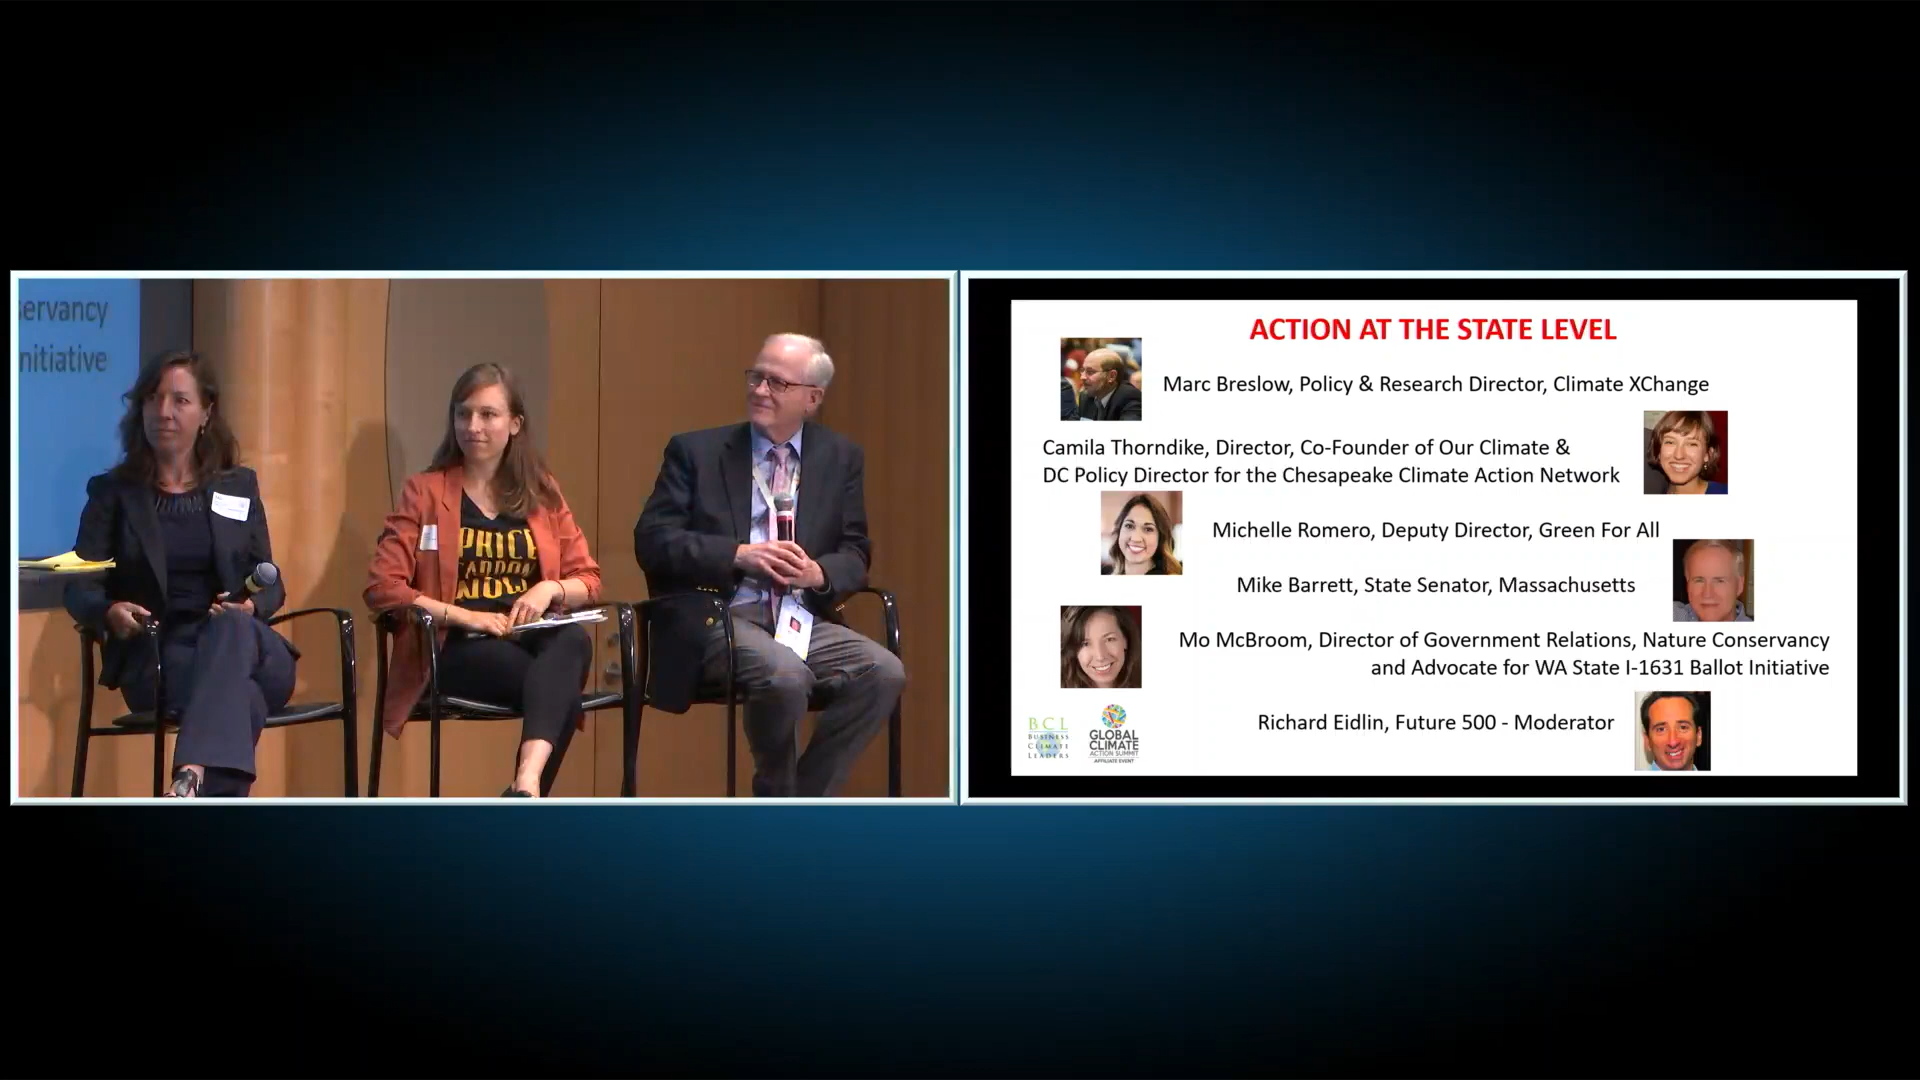 servancy
nitiative
PRICE
CARBON
NOW
ACTION AT THE STATE LEVEL
Marc Breslow, Policy & Research Director, Climate XChange
Camila Thorndike, Director, Co-Founder of Our Climate &
DC Policy Director for the Chesapeake Climate Action Network
Michelle Romero, Deputy Director, Green For All
Mike Barrett, State Senator, Massachusetts
Mo McBroom, Director of Government Relations, Nature Conservancy
and Advocate for WA State I-1631 Ballot Initiative
Richard Eidlin, Future 500 - Moderator
BCL
BUSINESS
CLIMATE
LEADERS
GLOBAL
CLIMATE
ACTION SUMMIT
AFFILIATE EVENT